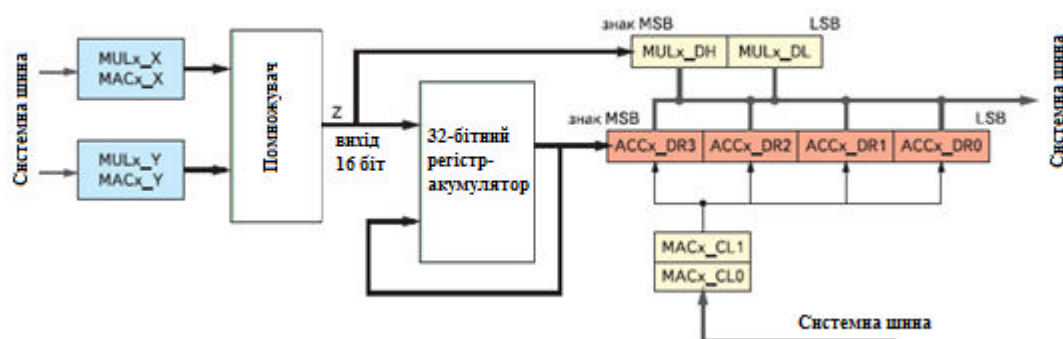 знак MSB
LSB
MULx_DH
MULx_DL
Системна шина
MULx_X
MACx_X
Помножувач
Z
вихід
16 біт
32-бітний
регістр-
акумулятор
знак MSB
LSB
ACCx_DR3
ACCx_DR2
ACCx_DR1
ACCx_DR0
Системна шина
MULx_Y
MACx_Y
MACx_CL1
MACx_CL0
Системна шина